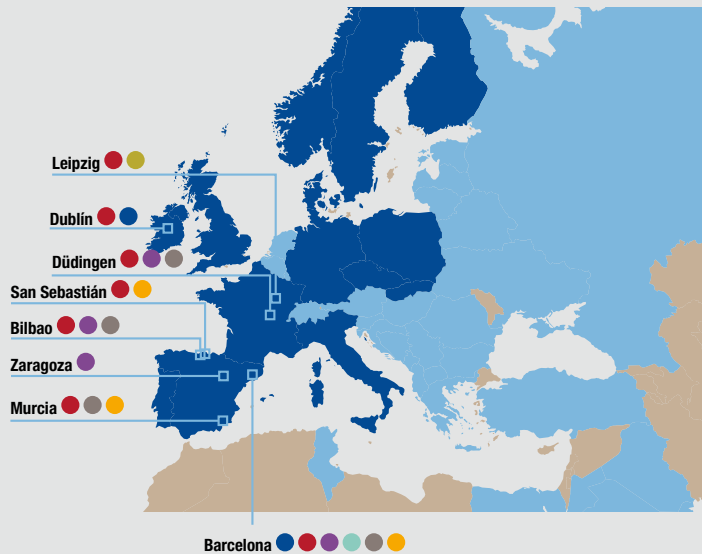 Leipzig
Dublín
Düdingen
San Sebastián
Bilbao
Zaragoza
Murcia
Barcelona